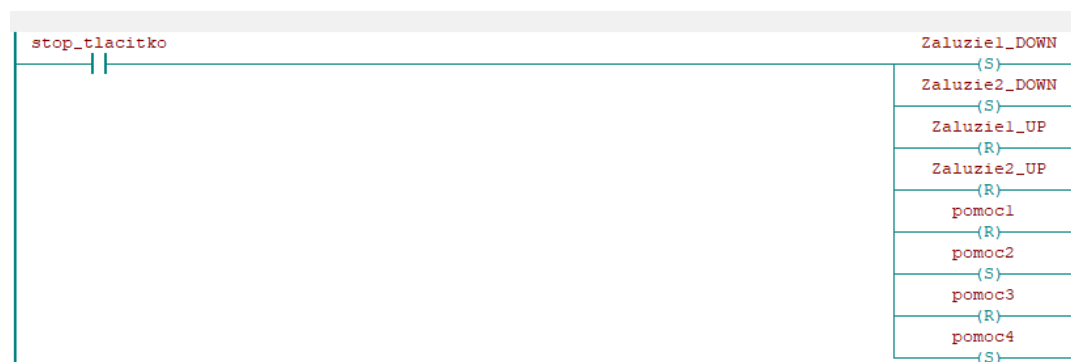 stop_tlacitko Zaluzie1_DOWN
(S)
Zaluzie2_DOWN
(S)
Zaluzie1_UP
(R)
Zaluzie2_UP
(R)
pomoc1
(R)
pomoc2
(S)
pomoc3
(R)
pomoc4
(S)